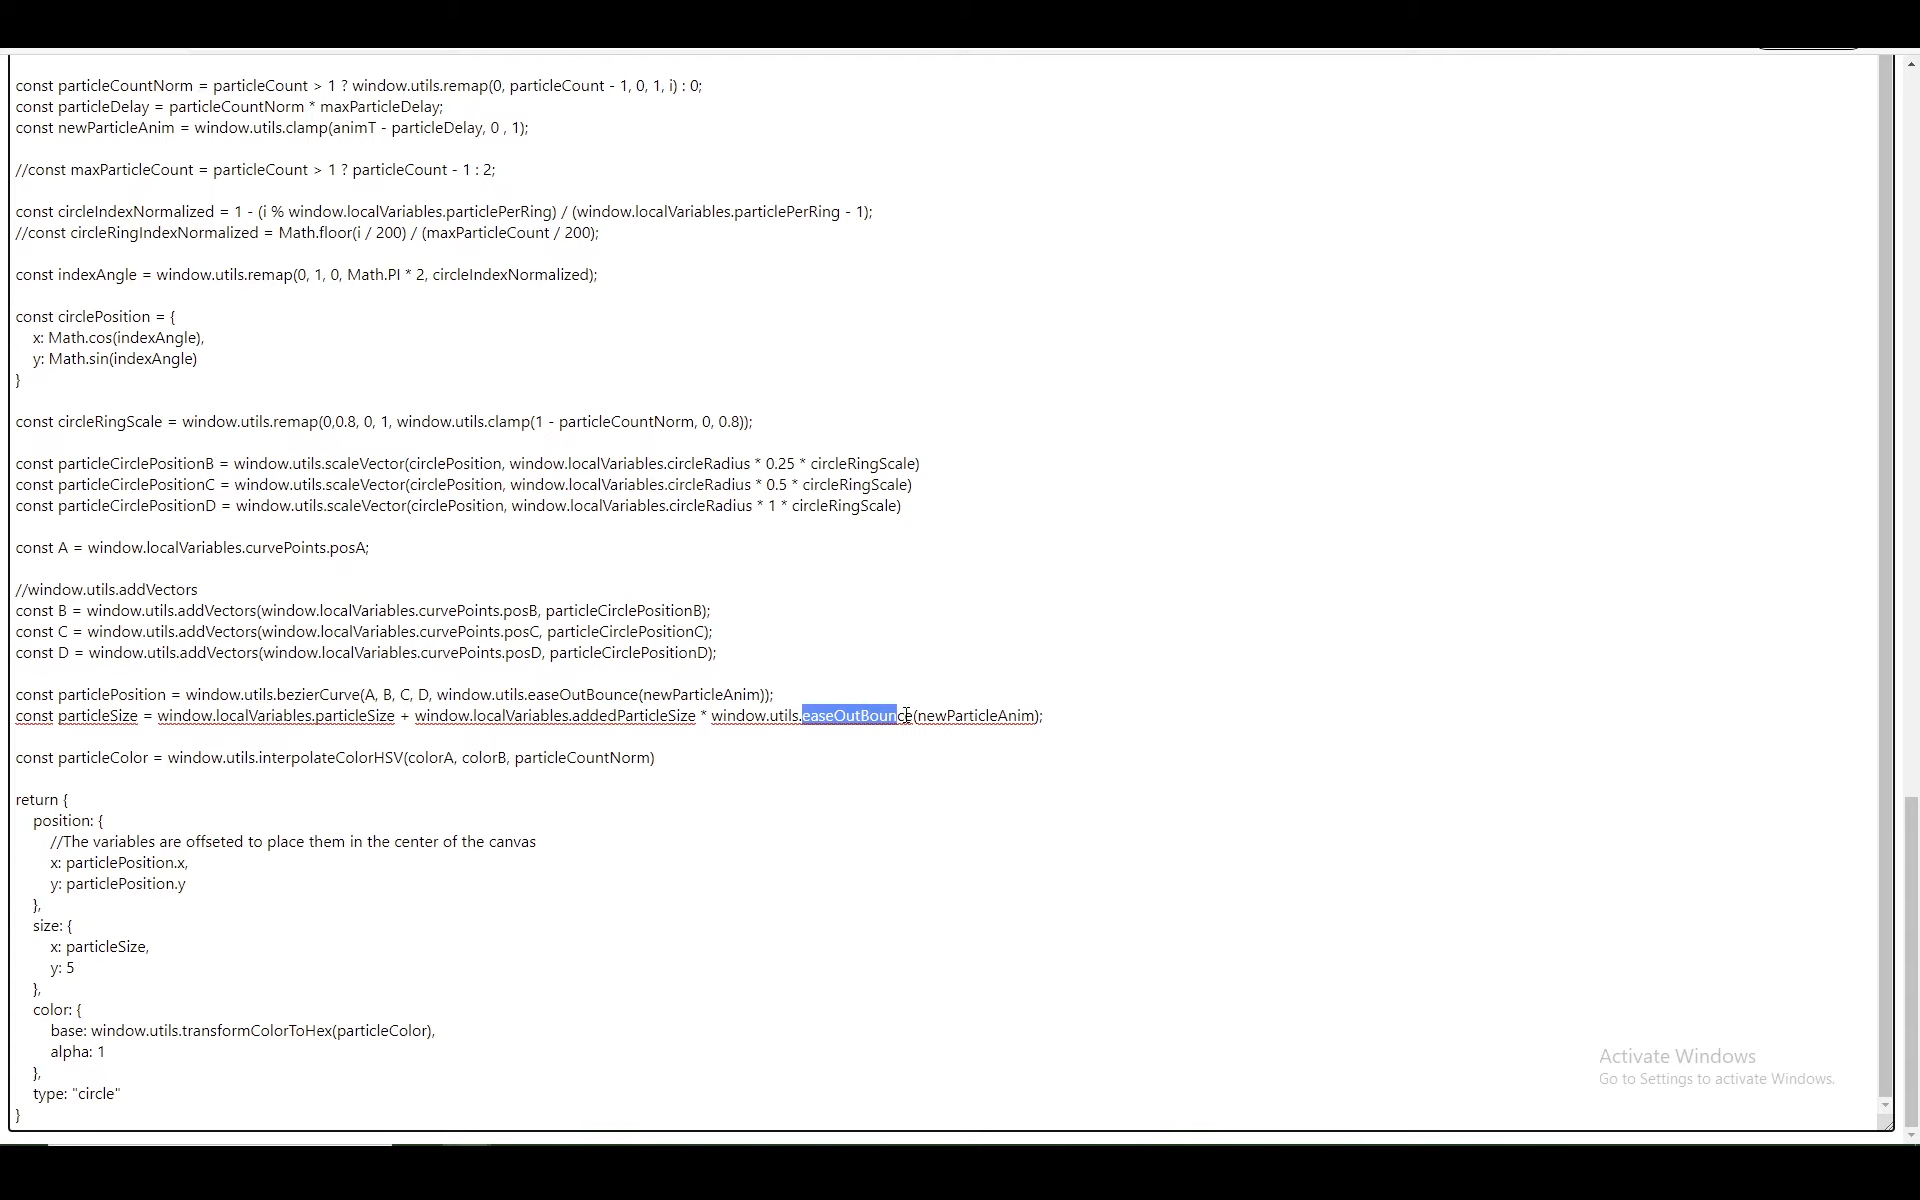 const particleCountNorm = particleCount > 1 ? window.utils.remap(0, particleCount - 1, 0, 1, i) : 0;
const particleDelay = particleCountNorm * maxParticleDelay;
const newParticleAnim = window.utils.clamp(animT - particleDelay, 0 , 1);
//const maxParticleCount = particleCount > 1 ? particleCount - 1 : 2;
const circleIndexNormalized = 1 - (i % window.localVariables.particlePerRing) / (window.localVariables.particlePerRing - 1);
//const circleRingIndexNormalized = Math.floor(i / 200) / (maxParticleCount / 200);
const indexAngle = window.utils.remap(0, 1, 0, Math.PI * 2, circleIndexNormalized);
const circlePosition = {
x: Math.cos(indexAngle),
y: Math.sin(indexAngle)
}
const circleRingScale = window.utils.remap(0,0.8, 0, 1, window.utils.clamp(1 - particleCountNorm, 0, 0.8));
const particleCirclePositionB = window.utils.scaleVector(circlePosition, window.localVariables.circleRadius * 0.25 * circleRingScale)
const particleCirclePositionC = window.utils.scaleVector(circlePosition, window.localVariables.circleRadius * 0.5 * circleRingScale)
const particleCirclePositionD = window.utils.scaleVector(circlePosition, window.localVariables.circleRadius * 1 * circleRingScale)
const A = window.localVariables.curvePoints.posA;
//window.utils.addVectors
const B = window.utils.addVectors(window.localVariables.curvePoints.posB, particleCirclePositionB);
const C = window.utils.addVectors(window.localVariables.curvePoints.posC, particleCirclePositionC);
const D = window.utils.addVectors(window.localVariables.curvePoints.posD, particleCirclePositionD);
const particlePosition = window.utils.bezierCurve(A, B, C, D, window.utils.easeOutBounce(newParticleAnim));
const particleSize = window.localVariables.particleSize + window.localVariables.addedParticleSize * window.utils.easeOutBounce(newParticleAnim);
const particleColor = window.utils.interpolateColorHSV(colorA, colorB, particleCountNorm)
return {
position: {
//The variables are offseted to place them in the center of the canvas
x: particlePosition.x,
y: particlePosition.y
},
size: {
x: particleSize,
y: 5
},
color: {
base: window.utils.transformColorToHex(particleColor),
alpha: 1
},
type: "circle"
}
Activate Windows
Go to Settings to activate Windows.